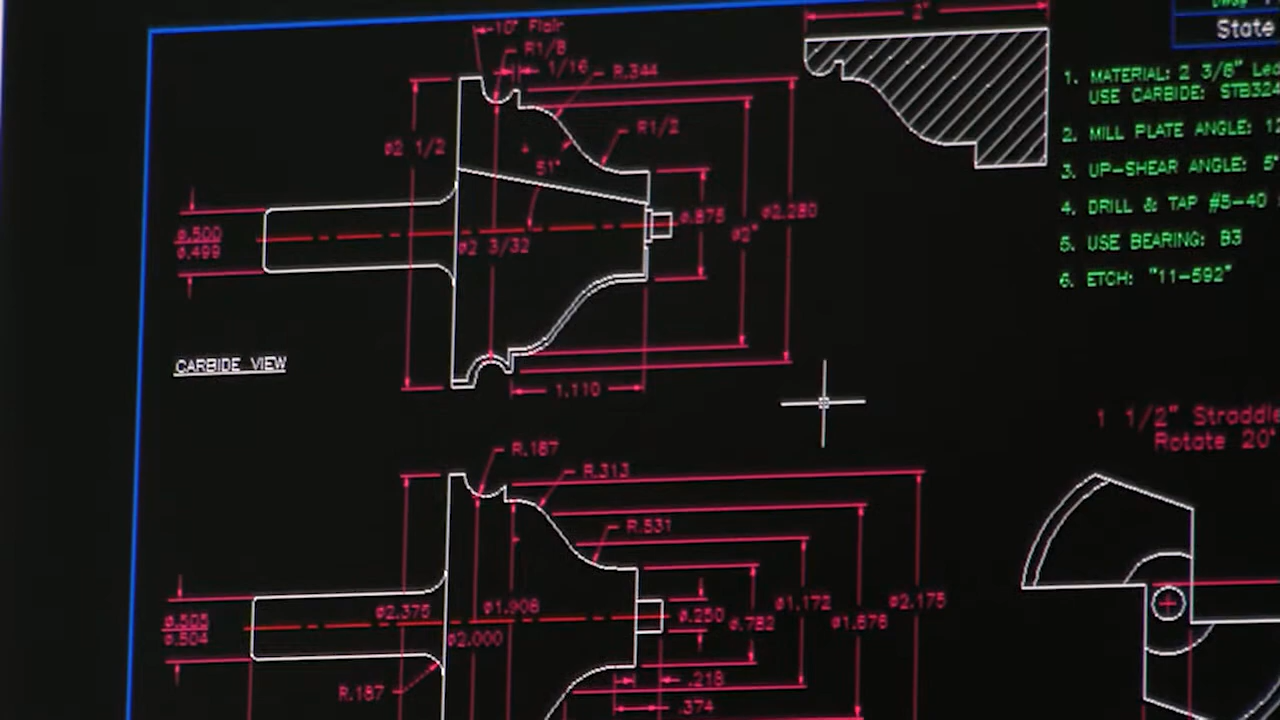 2"
State
10° Flair
R1/8
1/16
R.344
R1/2
ø2 1/2
51°
ø.500
ø.499
ø2 3/32
ø.875
ø2"
ø2.280
1.110
CARBIDE VIEW
1. MATERIAL: 2 3/8"
USE CARBIDE: STB324
2. MILL PLATE ANGLE:
3. UP-SHEAR ANGLE: 5°
4. DRILL & TAP #5-40
5. USE BEARING: B3
6. ETCH: "11-592"
1 1/2" Straddle
Rotate 20°
R.187
R.313
R.531
ø.505
ø.504
ø2.375
ø1.908
ø2.000
ø.250
ø.782
ø1.172
ø1.676
ø2.175
R.187
.218
.374